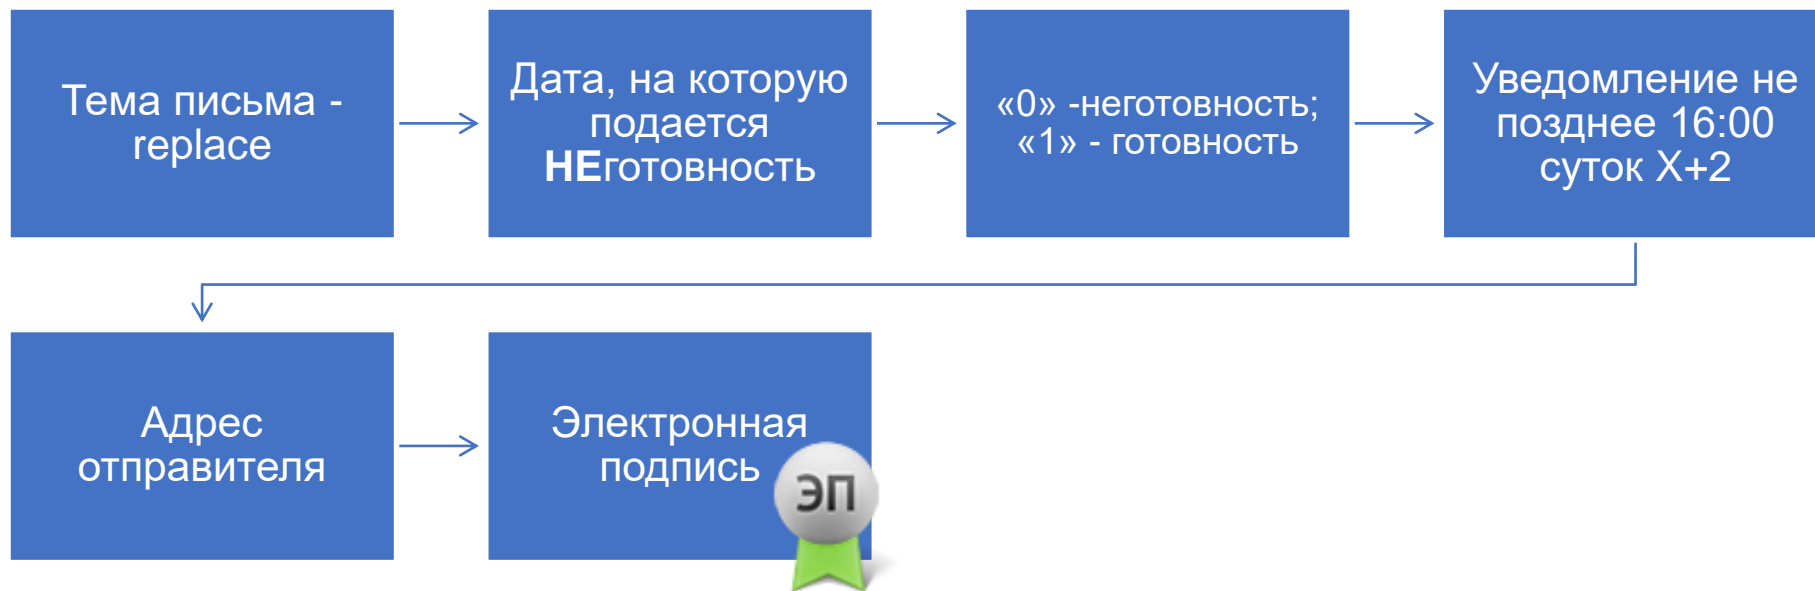 Тема письма -
replace
Дата, на которую
подается
НЕготовность
«0» -неготовность;
«1» - готовность
Уведомление не
позднее 16:00
суток X+2
Адрес
отправителя
Электронная
подпись
ЭП